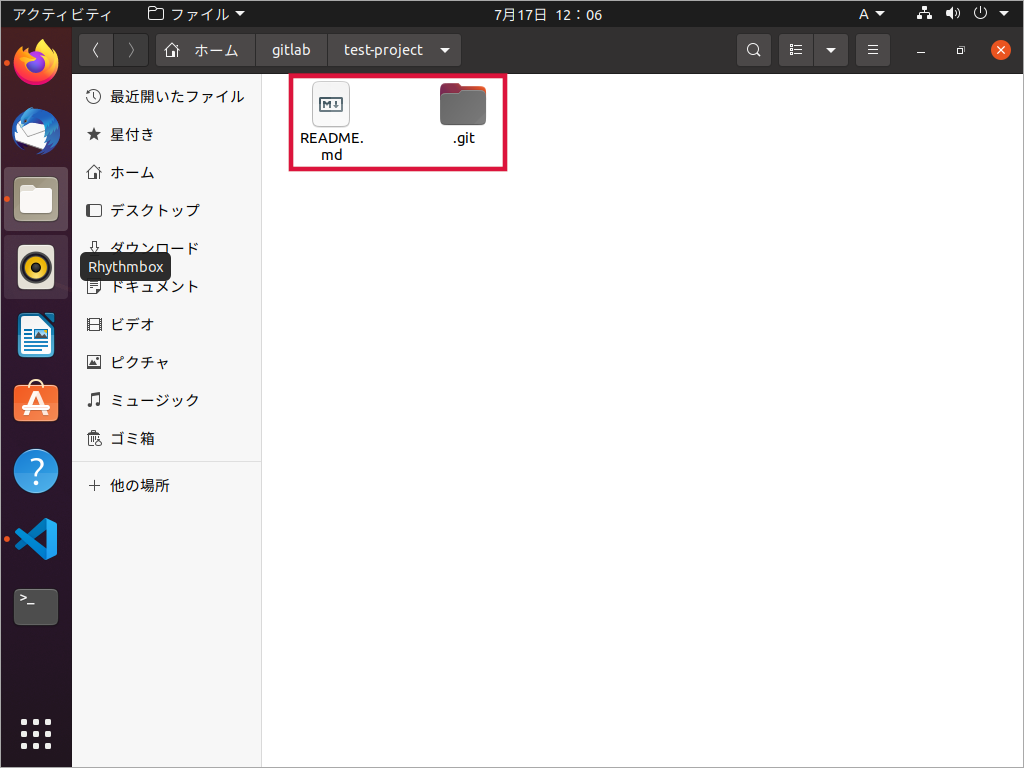 アクティビティ
ファイル
7月17日 12：06
A
ホーム
gitlab
test-project
最近開いたファイル
星付き
ホーム
デスクトップ
ダウンロード
Rhythmbox
ドキュメント
ビデオ
ピクチャ
ミュージック
ゴミ箱
他の場所
M↓
README.
md
.git
?
>_